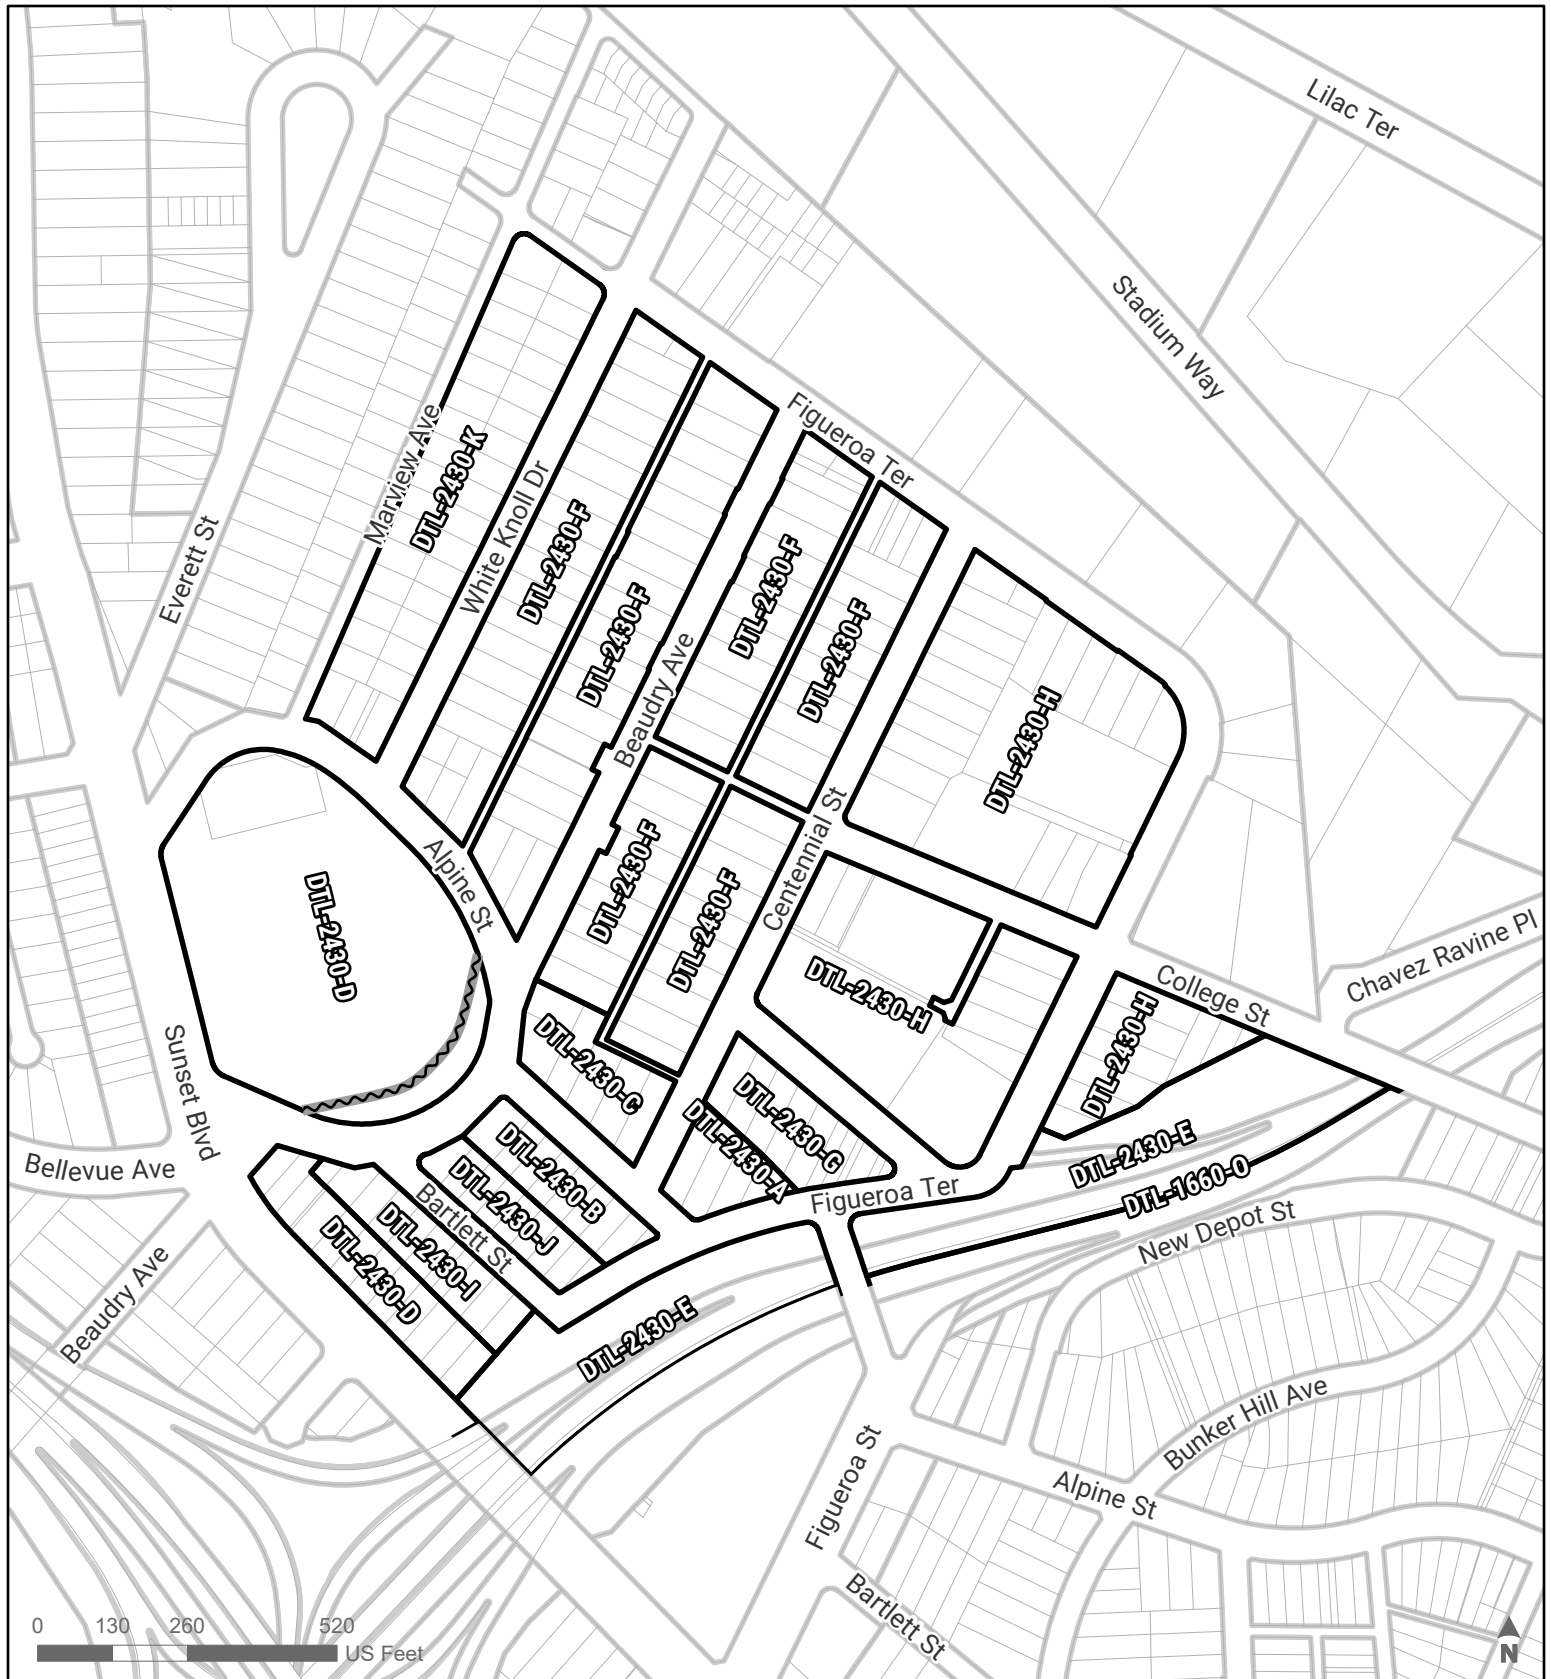 Lilac Ter
Stadium Way
Figueroa Ter
Marview Ave
DTL-2430-K
White Knoll Dr
DTL-2430-F
DTL-2430-F
DTL-2430-F
DTL-2430-F
Everett St
Beaudry Ave
DTL-2430-H
Centennial St
Alpine St
DTL-2430-F
DTL-2430-F
DTL-2430-D
DTL-2430-H
Chavez Ravine Pl
College St
DTL-2430-H
DTL-2430-C
Sunset Blvd
DTL-2430-G
DTL-2430-A
DTL-2430-E
DTL-1660-O
Bellevue Ave
DTL-2430-B
DTL-2430-J
Figueroa Ter
Bartlett St
DTL-2430-I
DTL-2430-D
New Depot St
Beaudry Ave
DTL-2430-E
Bunker Hill Ave
Figueroa St
Alpine St
Bartlett St
0 130 260 520
US Feet
N